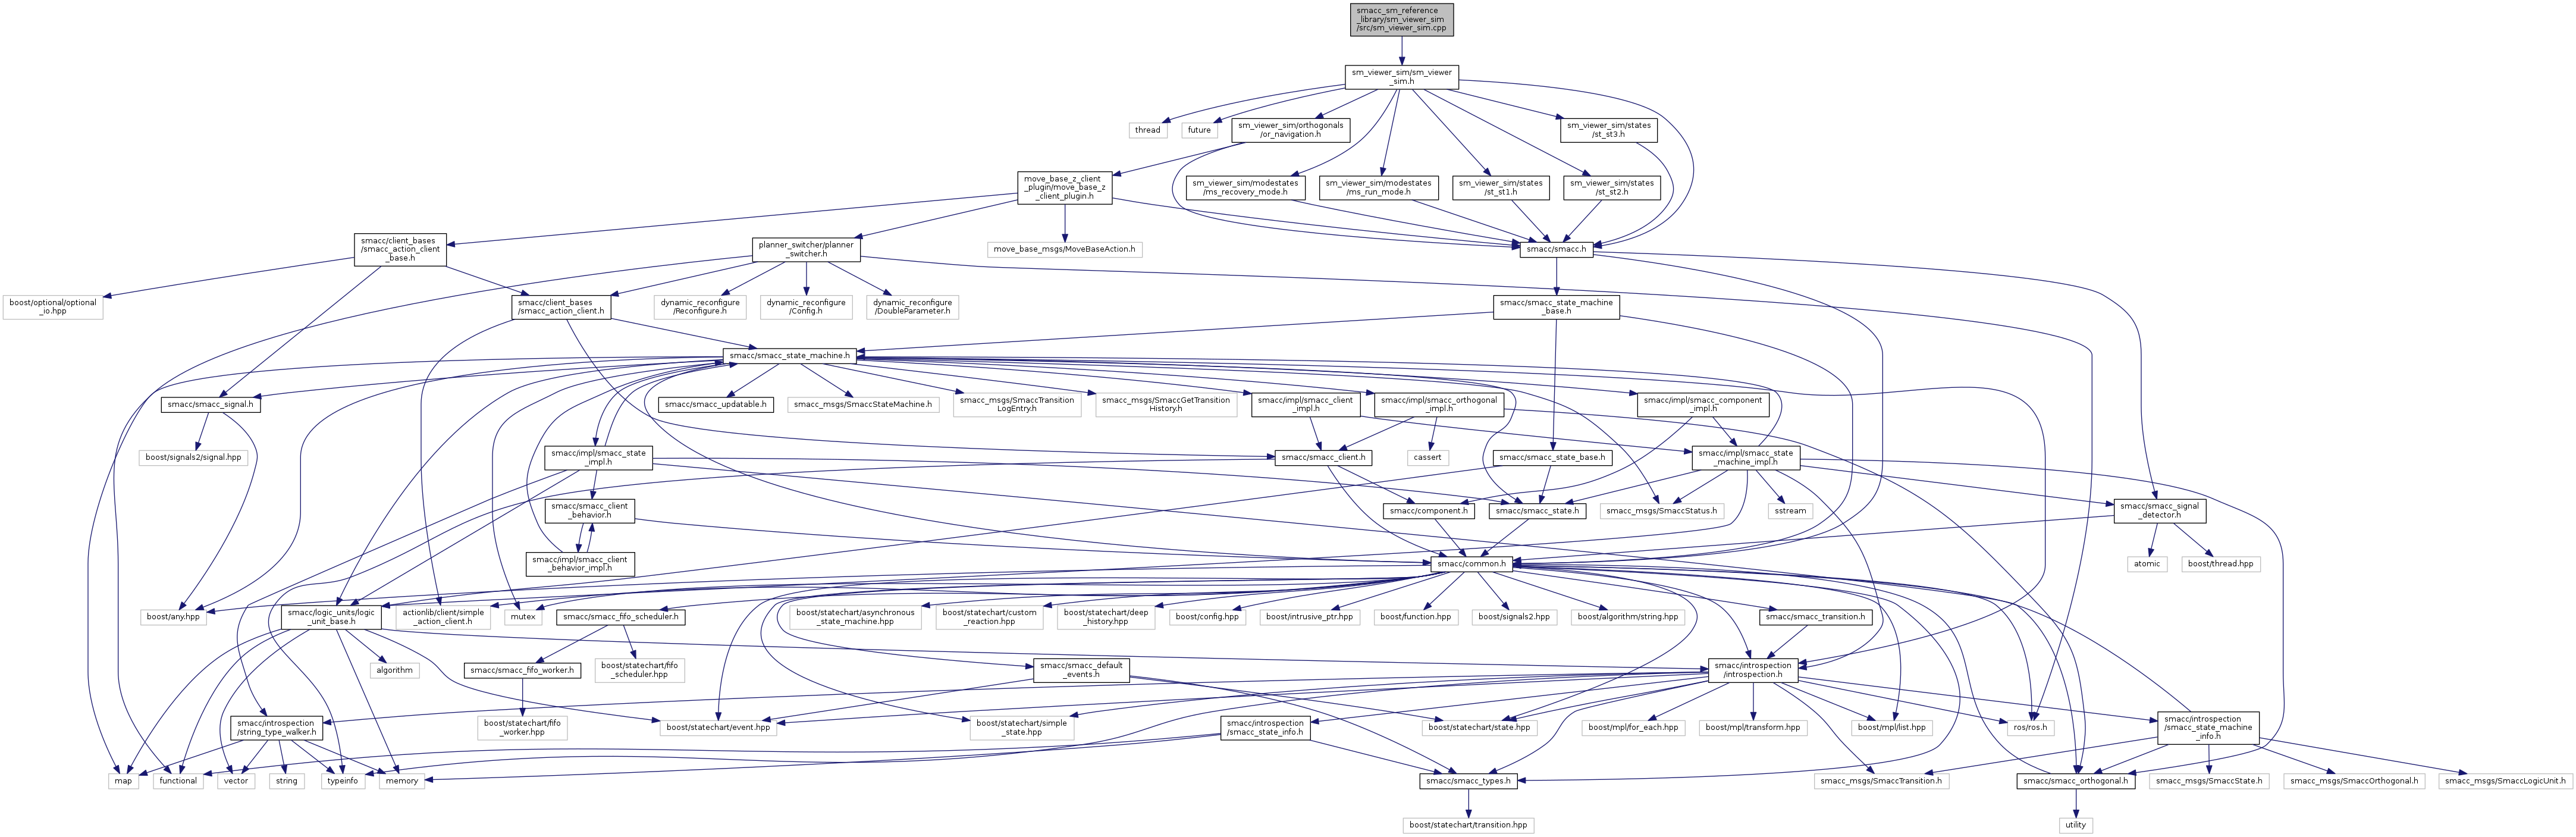 smacc_sm_reference
_library/sm_viewer_sim
/src/sm_viewer_sim.cpp
sm_viewer_sim/sm_viewer
_sim.h
thread
future
sm_viewer_sim/orthogonals
/or_navigation.h
sm_viewer_sim/states
/st_st3.h
move_base_z_client
_plugin/move_base_z
_client_plugin.h
sm_viewer_sim/modestates
/ms_recovery_mode.h
sm_viewer_sim/modestates
/ms_run_mode.h
sm_viewer_sim/states
/st_st1.h
sm_viewer_sim/states
/st_st2.h
smacc/client_bases
/smacc_action_client
_base.h
planner_switcher/planner
_switcher.h
move_base_msgs/MoveBaseAction.h
smacc/smacc.h
boost/optional/optional
_io.hpp
smacc/client_bases
/smacc_action_client.h
dynamic_reconfigure
/Reconfigure.h
dynamic_reconfigure
/Config.h
dynamic_reconfigure
/DoubleParameter.h
smacc/smacc_state_machine
_base.h
smacc/smacc_state_machine.h
smacc/smacc_signal.h
smacc/smacc_updatable.h
smacc_msgs/SmaccStateMachine.h
smacc_msgs/SmaccTransition
LogEntry.h
smacc_msgs/SmaccGetTransition
History.h
smacc/impl/smacc_client
_impl.h
smacc/impl/smacc_orthogonal
_impl.h
smacc/impl/smacc_component
_impl.h
boost/signals2/signal.hpp
smacc/impl/smacc_state
_impl.h
smacc/smacc_client.h
cassert
smacc/smacc_state_base.h
smacc/impl/smacc_state
_machine_impl.h
smacc/smacc_client
_behavior.h
smacc/component.h
smacc/smacc_state.h
smacc_msgs/SmaccStatus.h
sstream
smacc/smacc_signal
_detector.h
smacc/impl/smacc_client
_behavior_impl.h
smacc/common.h
atomic
boost/thread.hpp
boost/any.hpp
smacc/logic_units/logic
_unit_base.h
actionlib/client/simple
_action_client.h
mutex
smacc/smacc_fifo_scheduler.h
boost/statechart/asynchronous
_state_machine.hpp
boost/statechart/custom
_reaction.hpp
boost/statechart/deep
_history.hpp
boost/config.hpp
boost/intrusive_ptr.hpp
boost/function.hpp
boost/signals2.hpp
boost/algorithm/string.hpp
smacc/smacc_transition.h
algorithm
smacc/smacc_fifo_worker.h
boost/statechart/fifo
_scheduler.hpp
smacc/smacc_default
_events.h
smacc/introspection
/introspection.h
smacc/introspection
/string_type_walker.h
boost/statechart/fifo
_worker.hpp
boost/statechart/event.hpp
boost/statechart/simple
_state.hpp
smacc/introspection
/smacc_state_info.h
boost/statechart/state.hpp
boost/mpl/for_each.hpp
boost/mpl/transform.hpp
boost/mpl/list.hpp
ros/ros.h
smacc/introspection
/smacc_state_machine
_info.h
map
functional
vector
string
typeinfo
memory
smacc/smacc_types.h
smacc_msgs/SmaccTransition.h
smacc/smacc_orthogonal.h
smacc_msgs/SmaccState.h
smacc_msgs/SmaccOrthogonal.h
smacc_msgs/SmaccLogicUnit.h
boost/statechart/transition.hpp
utility